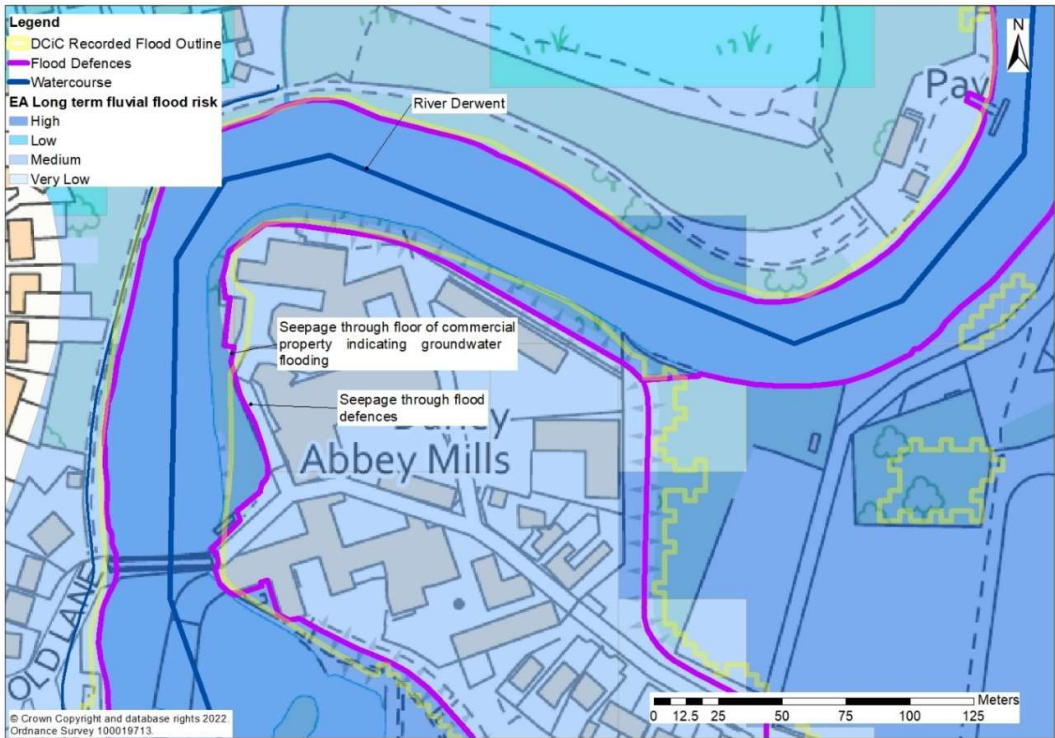 Legend
DCiC Recorded Flood Outline
Flood Defences
Watercourse
EA Long term fluvial flood risk
High
Low
Medium
Very Low
N
Pav
River Derwent
Seepage through floor of commercial
property indicating groundwater
flooding
Seepage through flood
defences
Abbey Mills
OLD LANE
Meters
0 12.5 25 50 75 100 125
© Crown Copyright and database rights 2022
Ordnance Survey 100019713.